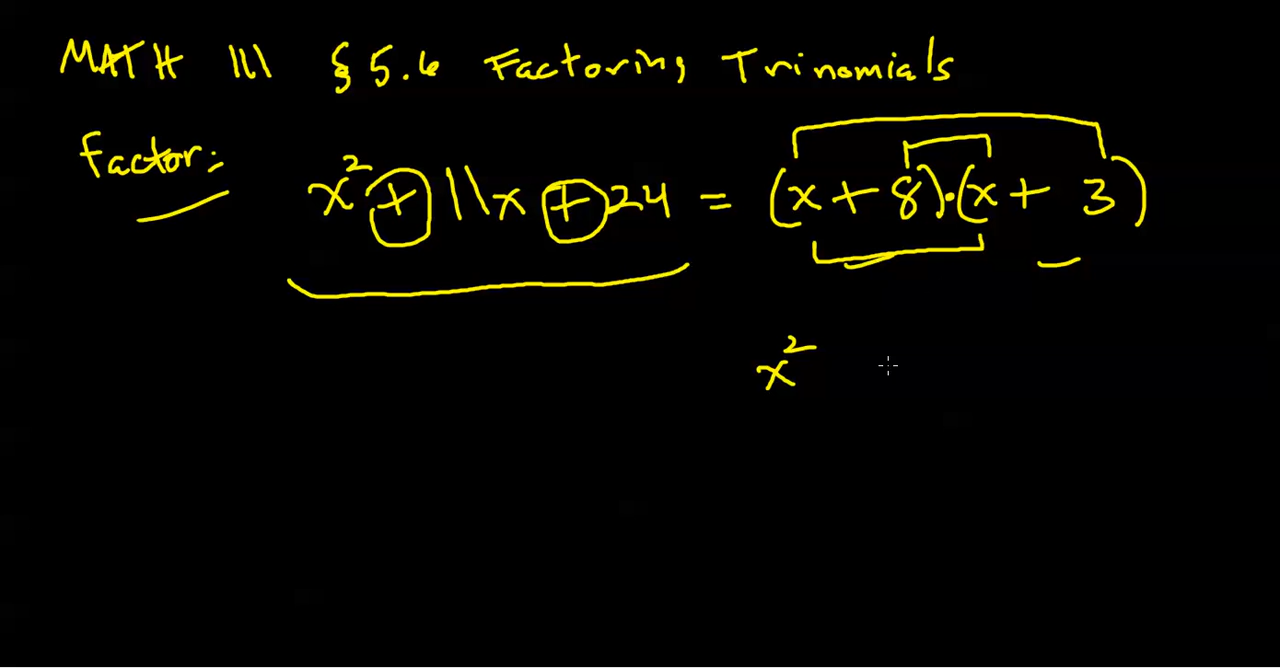 MATH 111 § 5.6 Factoring Trinomials
factor:
x² + 11x + 24 = (x + 8)·(x + 3)
x²